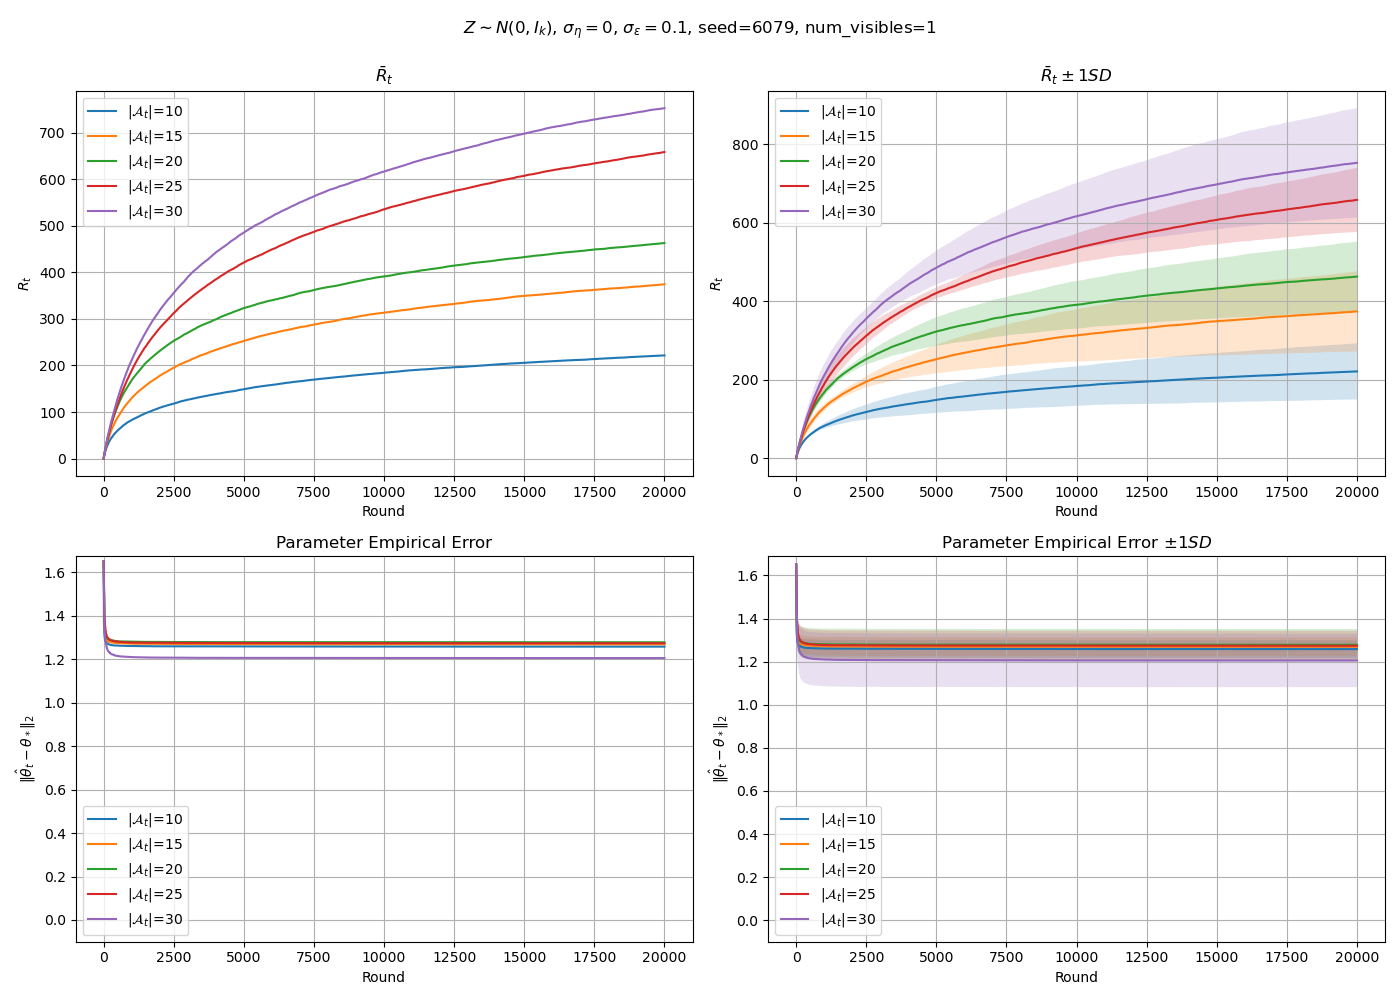 Z ∼ N(0, I_k), σ_η = 0, σ_ε = 0.1, seed=6079, num_visibles=1
R̄_t
R_t
700
600
500
400
300
200
100
0
|𝒜_t|=10
|𝒜_t|=15
|𝒜_t|=20
|𝒜_t|=25
|𝒜_t|=30
0 2500 5000 7500 10000 12500 15000 17500 20000
Round
R̄_t ± 1SD
R_t
800
600
400
200
0
|𝒜_t|=10
|𝒜_t|=15
|𝒜_t|=20
|𝒜_t|=25
|𝒜_t|=30
0 2500 5000 7500 10000 12500 15000 17500 20000
Round
Parameter Empirical Error
‖θ̂_t − θ_*‖₂
1.6
1.4
1.2
1.0
0.8
0.6
0.4
0.2
0.0
|𝒜_t|=10
|𝒜_t|=15
|𝒜_t|=20
|𝒜_t|=25
|𝒜_t|=30
0 2500 5000 7500 10000 12500 15000 17500 20000
Round
Parameter Empirical Error ±1SD
‖θ̂_t − θ_*‖₂
1.6
1.4
1.2
1.0
0.8
0.6
0.4
0.2
0.0
|𝒜_t|=10
|𝒜_t|=15
|𝒜_t|=20
|𝒜_t|=25
|𝒜_t|=30
0 2500 5000 7500 10000 12500 15000 17500 20000
Round